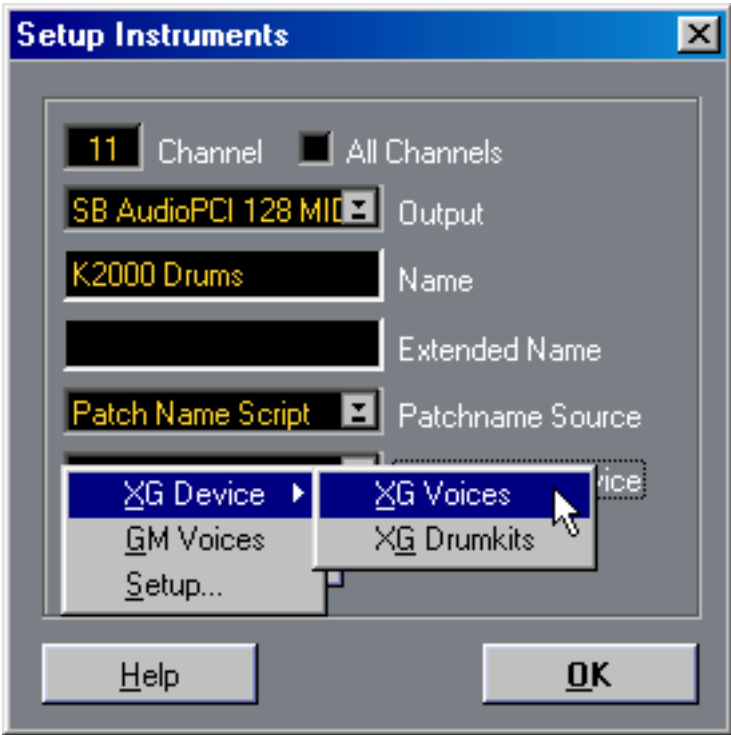 Setup Instruments
11 Channel All Channels
SB AudioPCI 128 MID Output
K2000 Drums Name
Extended Name
Patch Name Script Patchname Source
XG Device XG Voices
GM Voices XG Drumkits
Setup...
Help OK